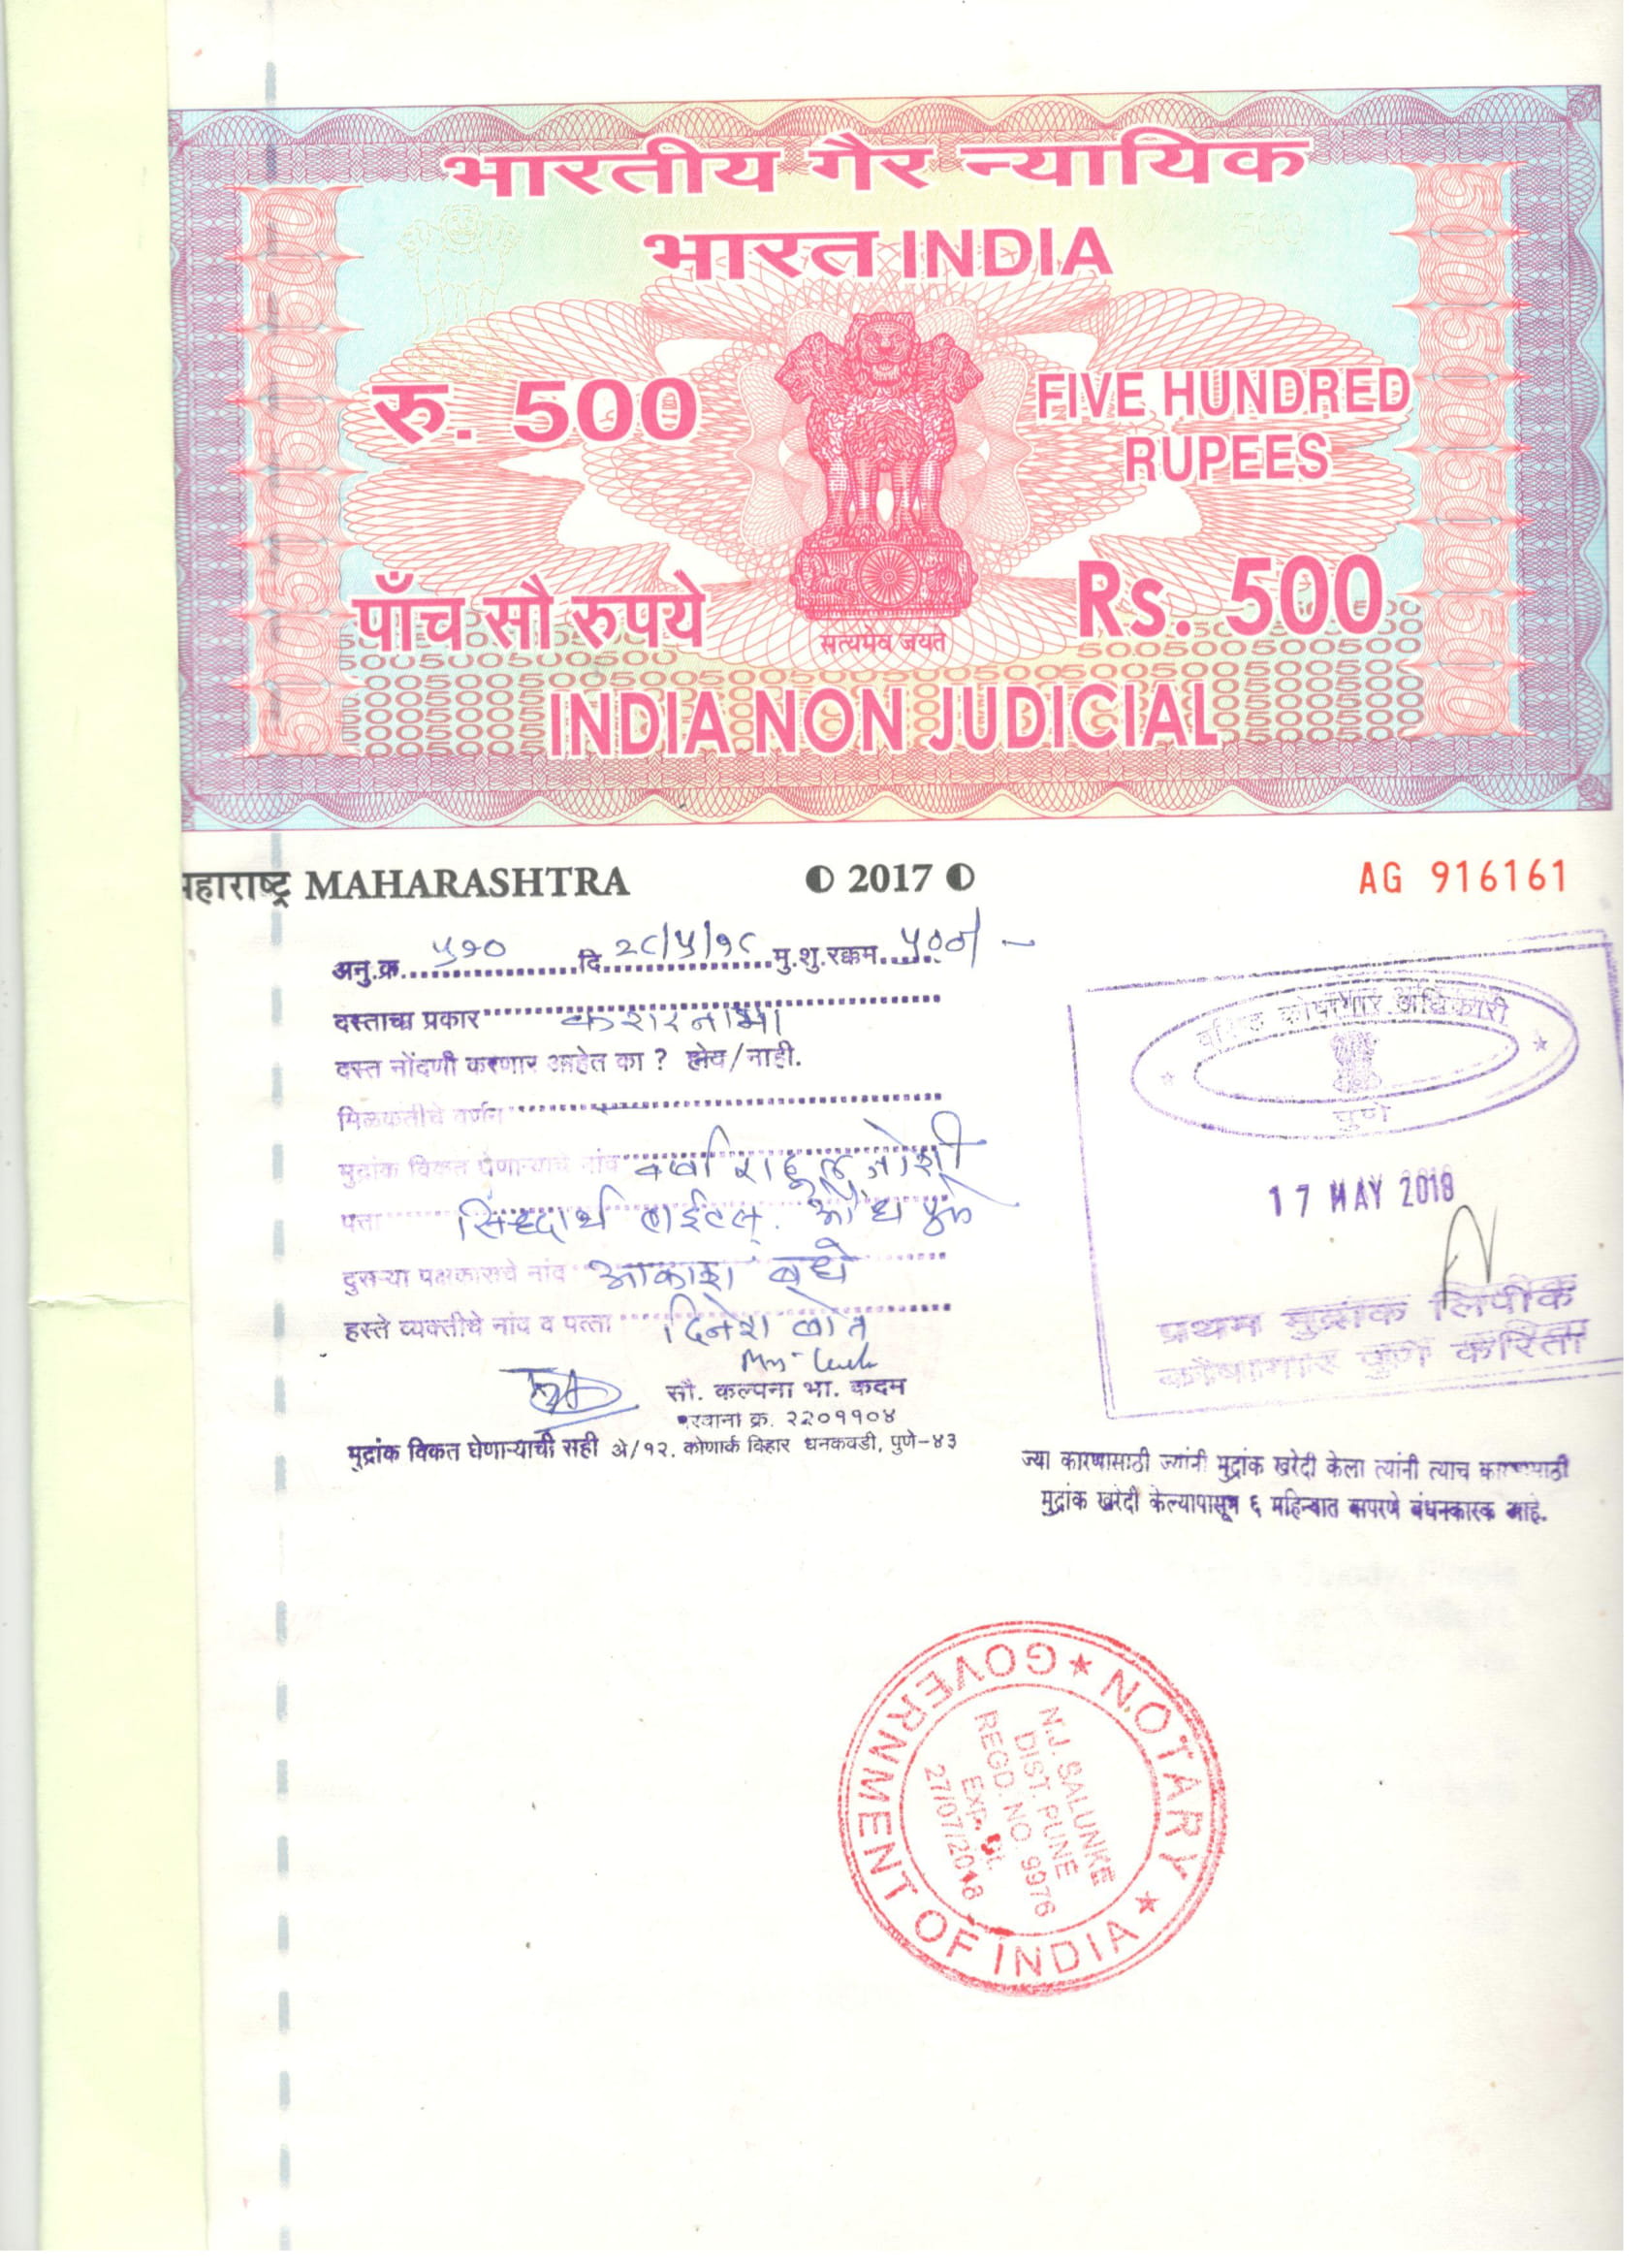 भारतीय गैर न्यायिक
भारत INDIA
रु. 500
FIVE HUNDRED
RUPEES
पाँच सौ रुपये
Rs. 500
सत्यमेव जयते
INDIA NON JUDICIAL
महाराष्ट्र MAHARASHTRA
2017
AG 916161
अनु.क्र. ५१० दि. २८/५/१८ मु.शु.रक्कम. ५००/-
दस्ताचा प्रकार करारनामा
दस्त नोंदणी करणार आहेत का ? होय/नाही.
मिळकतीचे वर्णन
मुद्रांक विकत घेणाऱ्याचे नांव वर्षा राहूल जोशी
पत्ता सिध्दार्थ औंध पुणे
दुसऱ्या पक्षकाराचे नांव आकाश
हस्ते व्यक्तीचे नांव व पत्ता दिनेश
सौ. कल्पना भा. कदम
परवाना क्र. २२०११०४
मुद्रांक विकत घेणाऱ्याची सही अे/१२. कोणार्क विहार धनकवडी, पुणे-४३
वरिष्ठ कोषागार अधिकारी
पुणे
17 MAY 2018
प्रथम मुद्रांक लिपीक
कोषागार पुणे करिता
ज्या कारणासाठी ज्यांनी मुद्रांक खरेदी केला त्यांनी त्याच कारणासाठी
मुद्रांक खरेदी केल्यापासून ६ महिन्यात वापरणे बंधनकारक आहे.
NOTARY ★ GOVERNMENT OF INDIA ★
N.J. SALUNKE
DIST. PUNE
REGD. NO. 9976
EXP. Dt.
27/07/2018